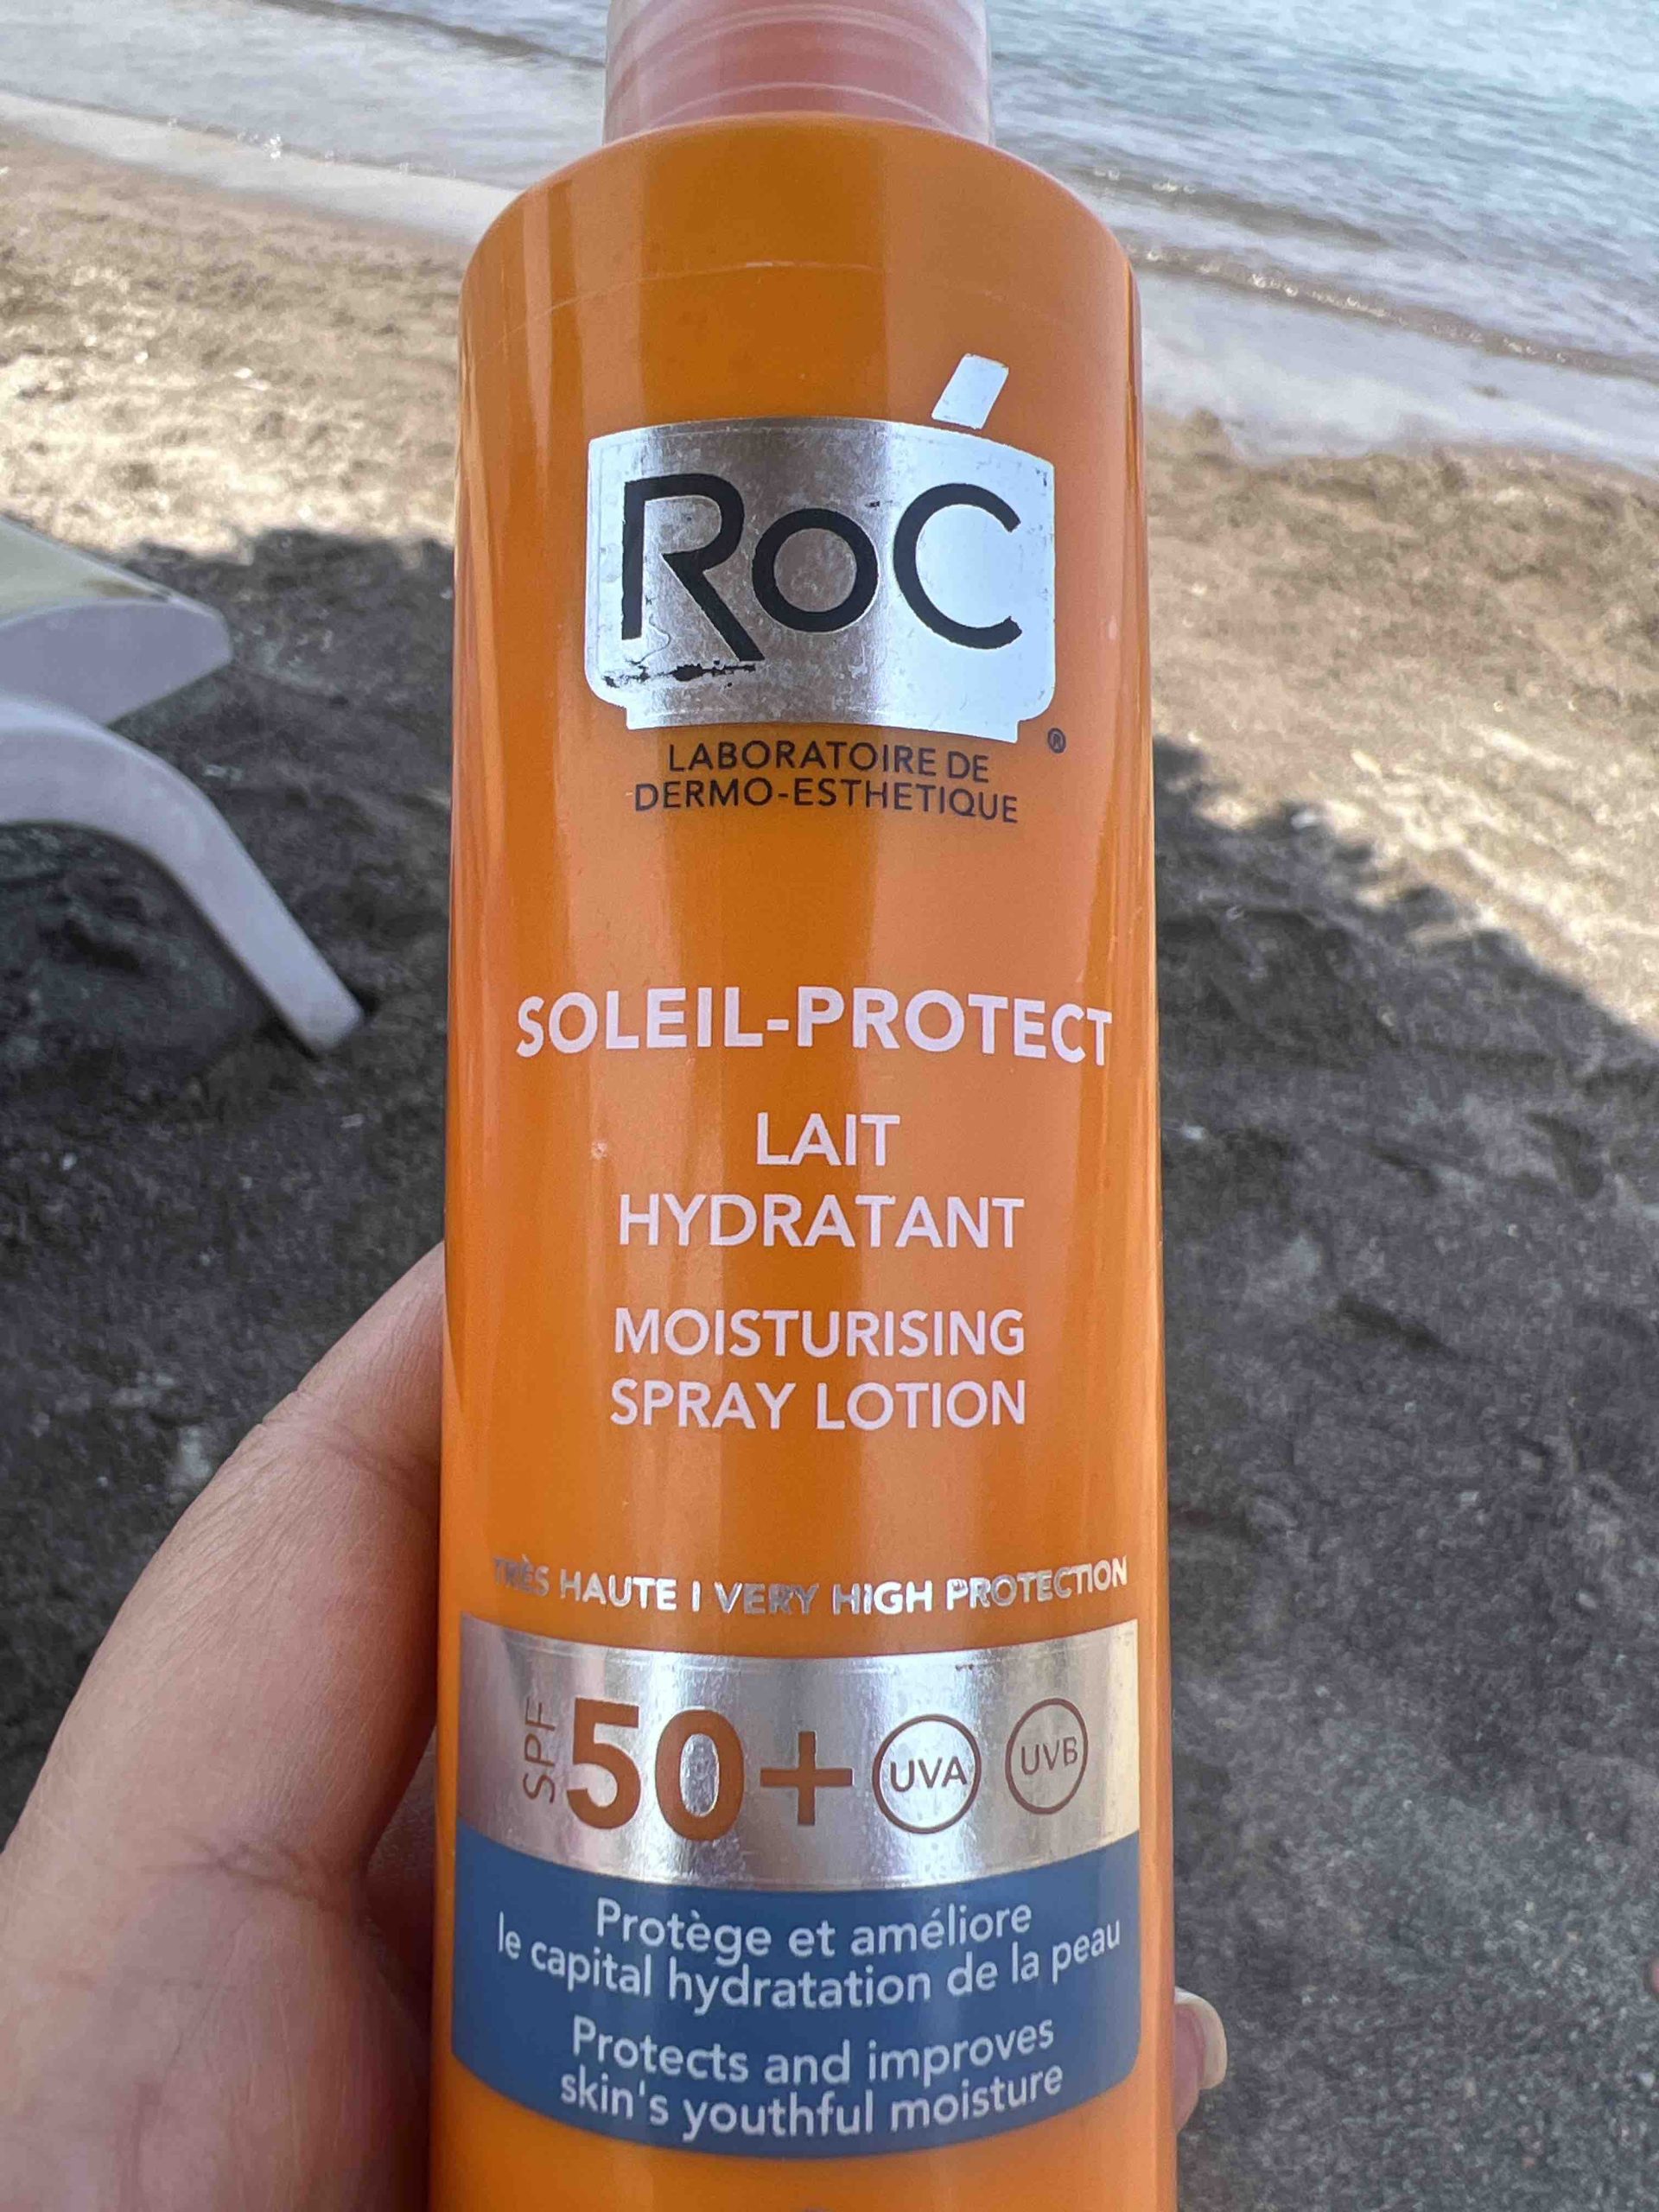 RoC
®
LABORATOIRE DE
DERMO-ESTHETIQUE
SOLEIL-PROTECT
LAIT
HYDRATANT
MOISTURISING
SPRAY LOTION
TRÈS HAUTE I VERY HIGH PROTECTION
SPF 50+ UVA UVB
Protège et améliore
le capital hydratation de la peau
Protects and improves
skin's youthful moisture